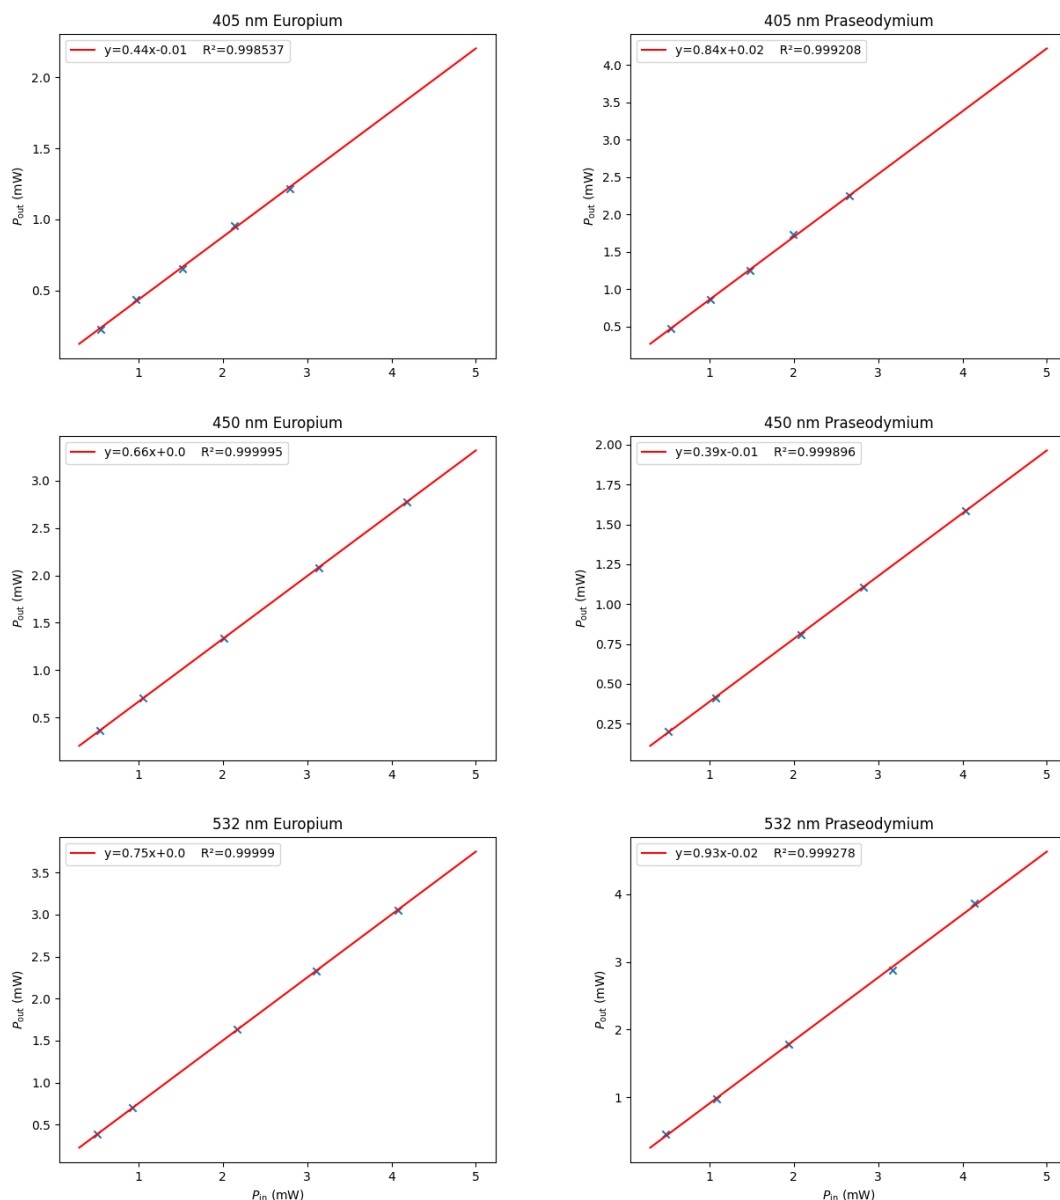 405 nm Europium
y=0.44x-0.01 R²=0.998537
2.0
1.5
1.0
0.5
P_out (mW)
1 2 3 4 5
405 nm Praseodymium
y=0.84x+0.02 R²=0.999208
4.0
3.5
3.0
2.5
2.0
1.5
1.0
0.5
P_out (mW)
1 2 3 4 5
450 nm Europium
y=0.66x+0.0 R²=0.999995
3.0
2.5
2.0
1.5
1.0
0.5
P_out (mW)
1 2 3 4 5
450 nm Praseodymium
y=0.39x-0.01 R²=0.999896
2.00
1.75
1.50
1.25
1.00
0.75
0.50
0.25
P_out (mW)
1 2 3 4 5
532 nm Europium
y=0.75x+0.0 R²=0.99999
3.5
3.0
2.5
2.0
1.5
1.0
0.5
P_out (mW)
1 2 3 4 5
P_in (mW)
532 nm Praseodymium
y=0.93x-0.02 R²=0.999278
4
3
2
1
P_out (mW)
1 2 3 4 5
P_in (mW)